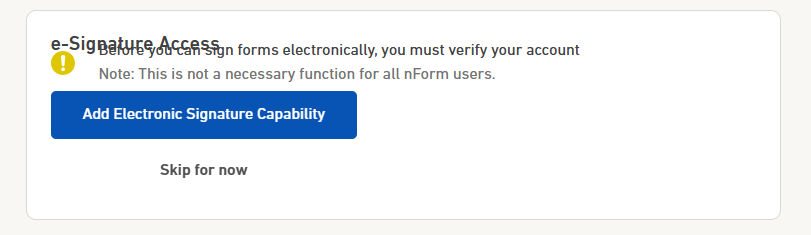 e-Signature Access
Before you can sign forms electronically, you must verify your account
Note: This is not a necessary function for all nForm users.
Add Electronic Signature Capability
Skip for now